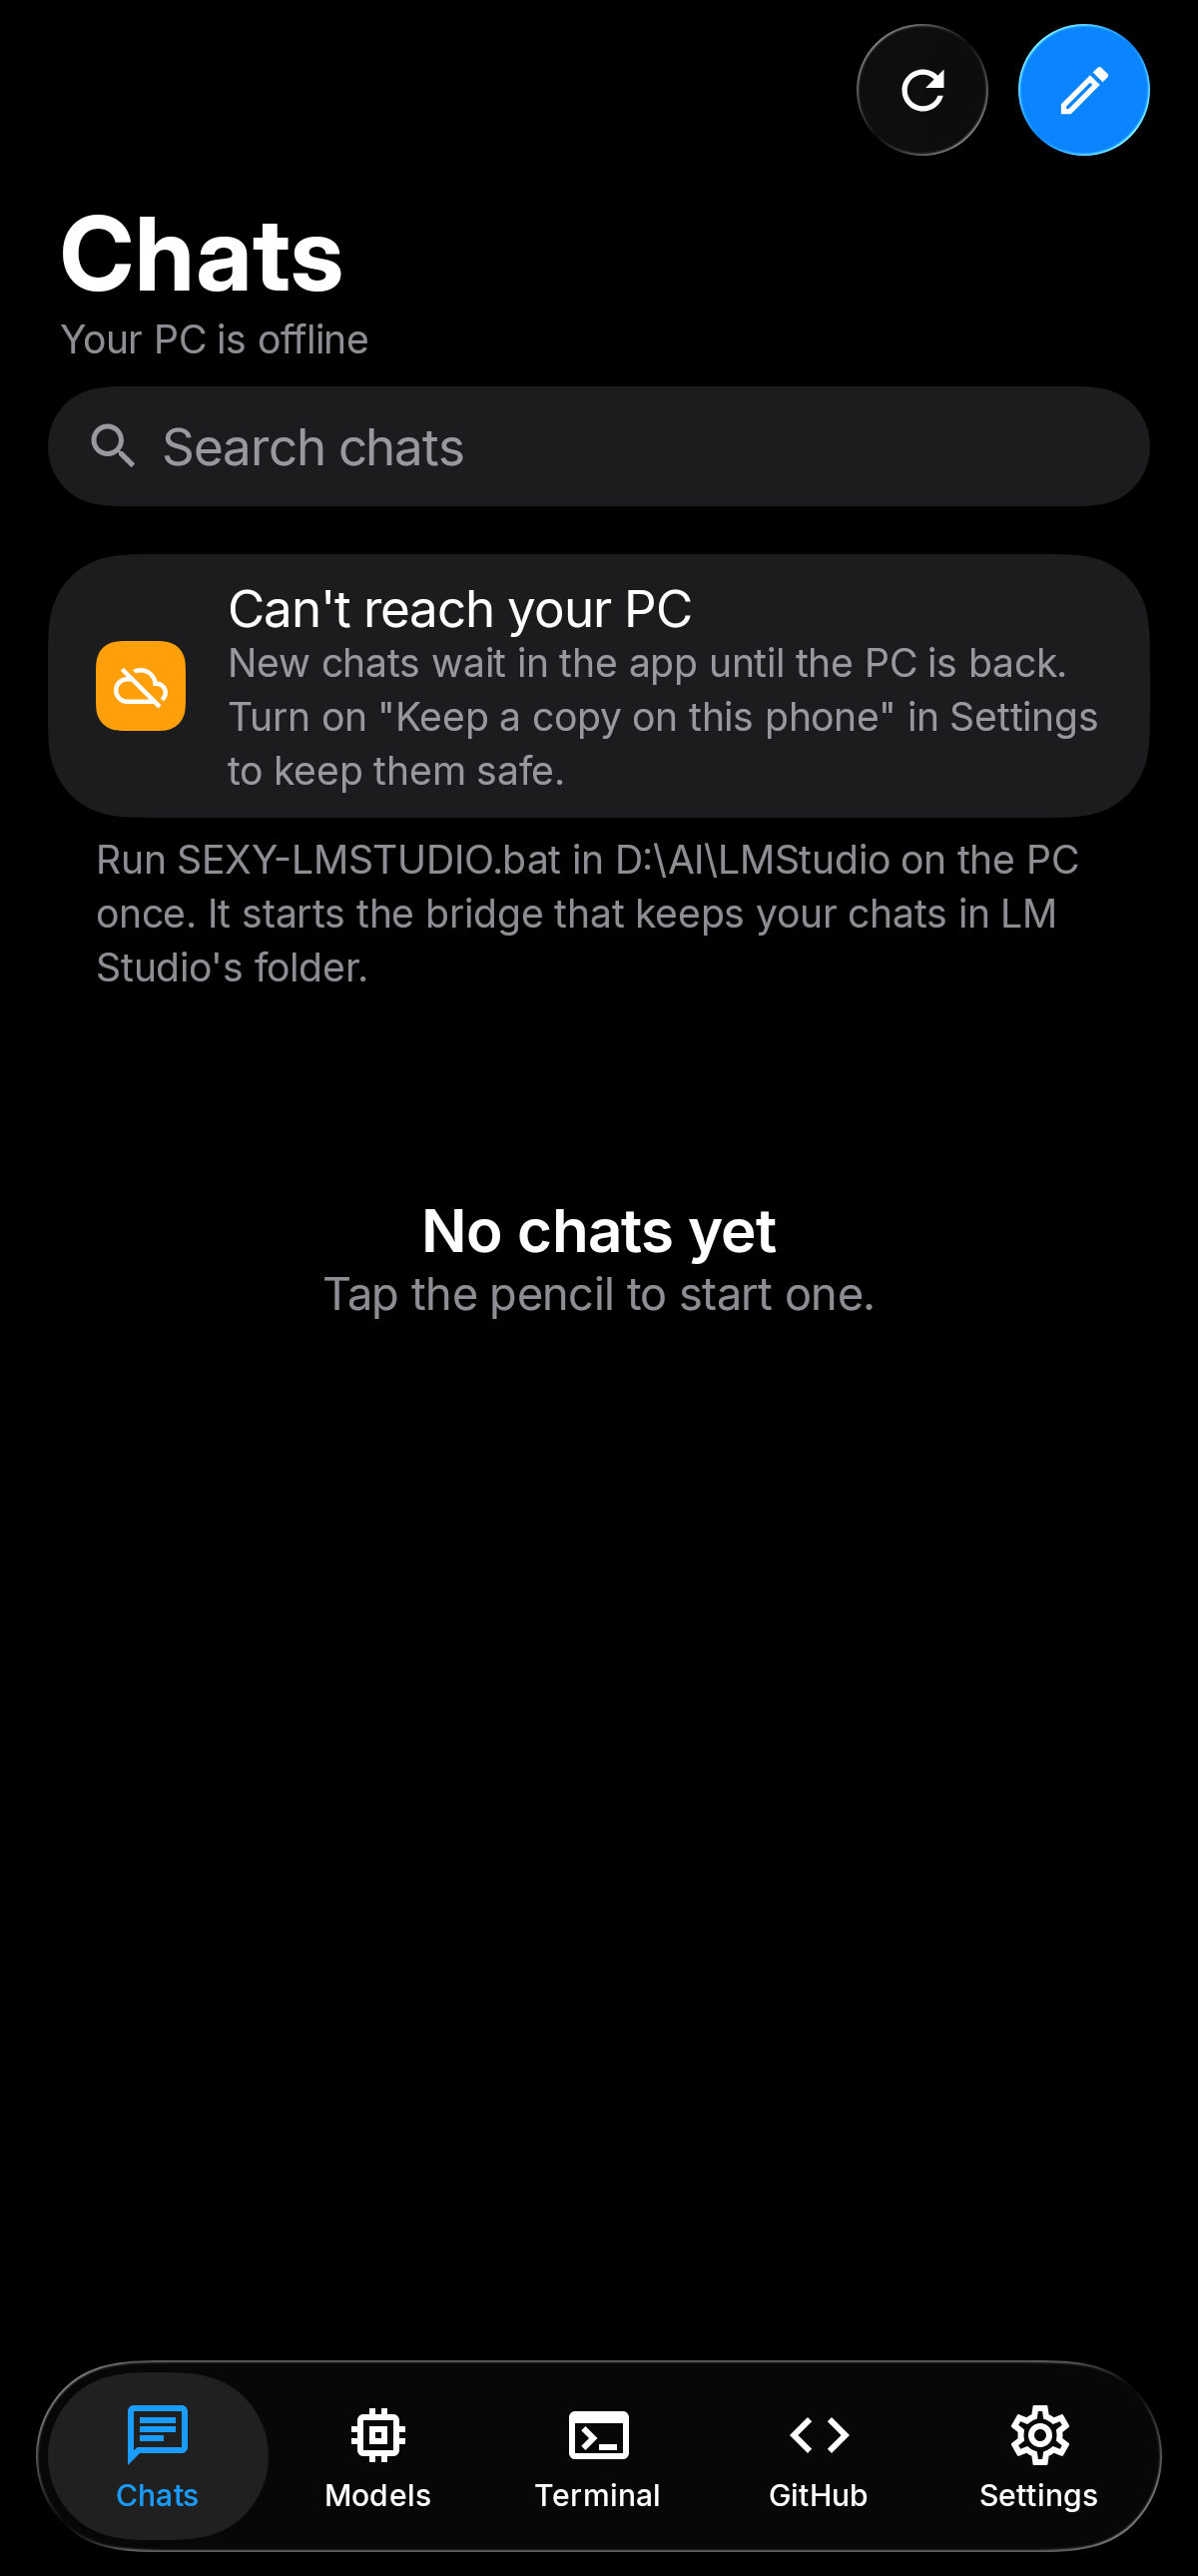 Chats
Your PC is offline
Search chats
Can't reach your PC
New chats wait in the app until the PC is back.
Turn on "Keep a copy on this phone" in Settings
to keep them safe.
Run SEXY-LMSTUDIO.bat in D:\AI\LMStudio on the PC
once. It starts the bridge that keeps your chats in LM
Studio's folder.
No chats yet
Tap the pencil to start one.
Chats
Models
Terminal
GitHub
Settings